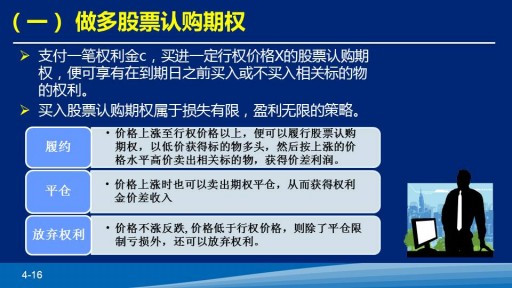 （一） 做多股票认购期权
➢ 支付一笔权利金c，买进一定行权价格X的股票认购期
权，便可享有在到期日之前买入或不买入相关标的物
的权利。
➢ 买入股票认购期权属于损失有限，盈利无限的策略。
履约
• 价格上涨至行权价格以上，便可以履行股票认购
期权，以低价获得标的物多头，然后按上涨的价
格水平高价卖出相关标的物，获得价差利润。
平仓
• 价格上涨时也可以卖出期权平仓，从而获得权利
金价差收入
放弃权利
• 价格不涨反跌,价格低于行权价格，则除了平仓限
制亏损外，还可以放弃权利。
4-16